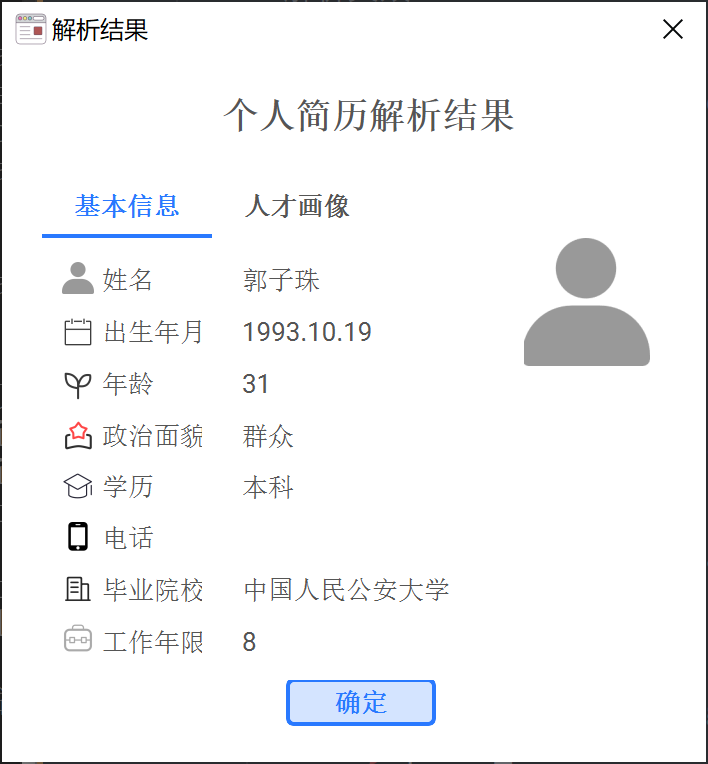 解析结果
个人简历解析结果
基本信息 人才画像
姓名 郭子珠
出生年月 1993.10.19
年龄 31
政治面貌 群众
学历 本科
电话
毕业院校 中国人民公安大学
工作年限 8
确定